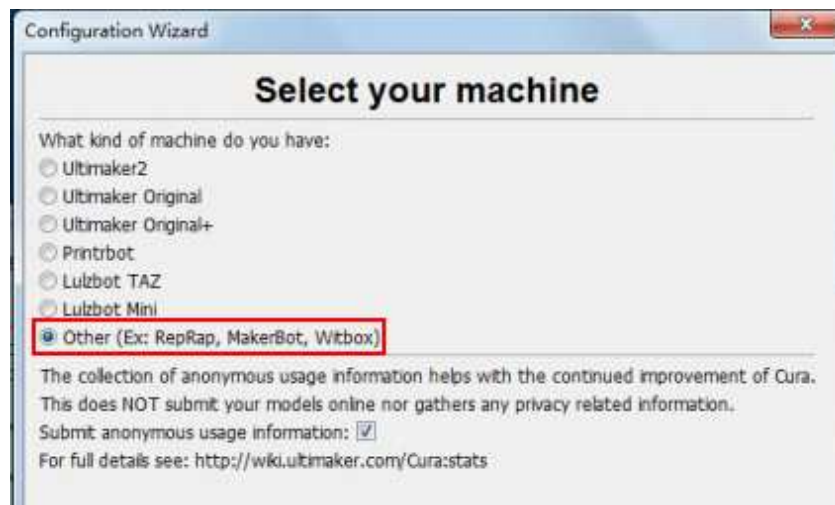 Configuration Wizard
Select your machine
What kind of machine do you have:
Ultimaker2
Ultimaker Original
Ultimaker Original+
Printrbot
Lulzbot TAZ
Lulzbot Mini
Other (Ex: RepRap, MakerBot, Witbox)
The collection of anonymous usage information helps with the continued improvement of Cura.
This does NOT submit your models online nor gathers any privacy related information.
Submit anonymous usage information:
For full details see: http://wiki.ultimaker.com/Cura:stats